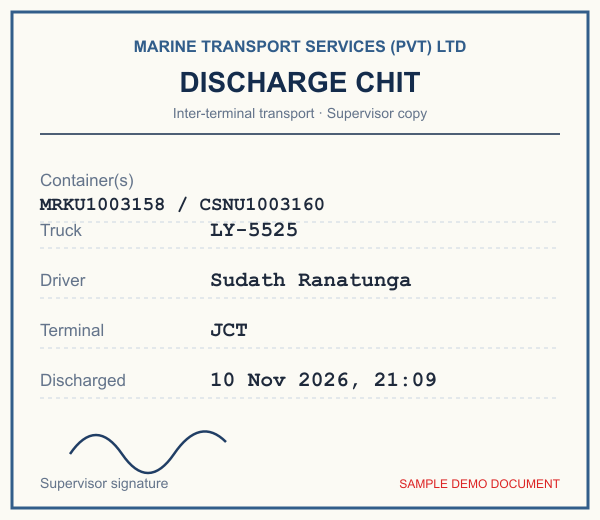 MARINE TRANSPORT SERVICES (PVT) LTD
DISCHARGE CHIT
Inter-terminal transport · Supervisor copy
Container(s)
MRKU1003158 / CSNU1003160
Truck LY-5525
Driver Sudath Ranatunga
Terminal JCT
Discharged 10 Nov 2026, 21:09
Supervisor signature
SAMPLE DEMO DOCUMENT